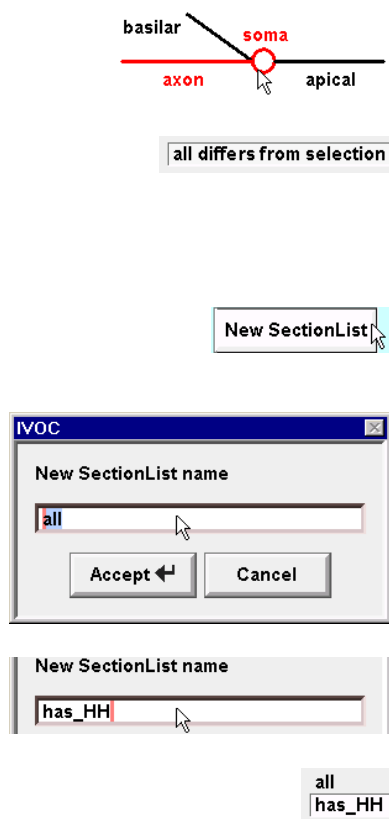 basilar
soma
axon
apical
all differs from selection
New SectionList
IVOC
New SectionList name
all
Accept
Cancel
New SectionList name
has_HH
all
has_HH